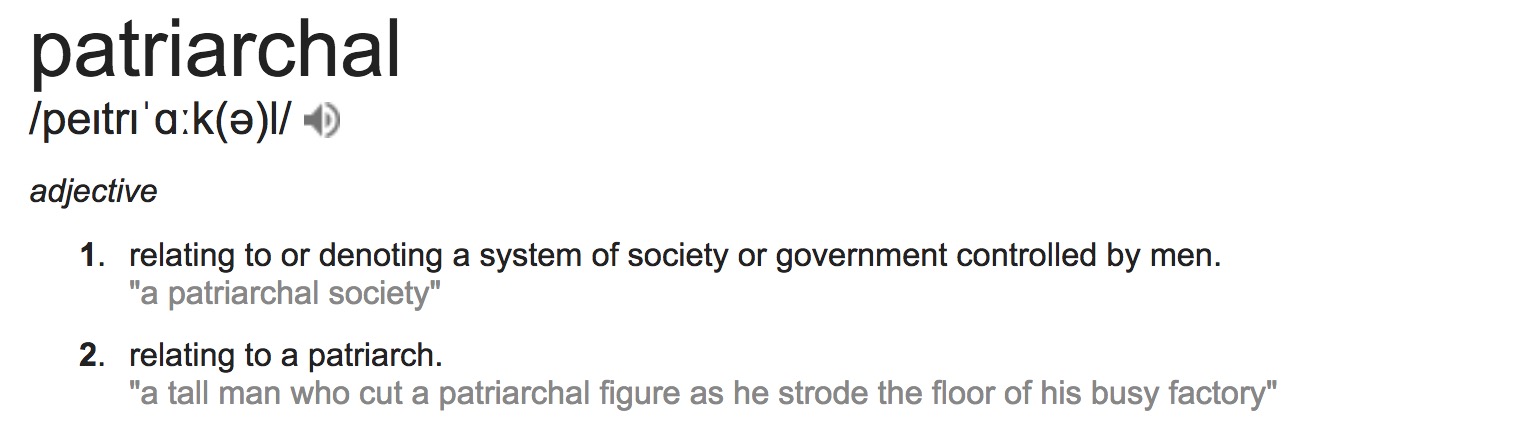 patriarchal
/peɪtrɪˈɑːk(ə)l/
adjective
1. relating to or denoting a system of society or government controlled by men.
"a patriarchal society"
2. relating to a patriarch.
"a tall man who cut a patriarchal figure as he strode the floor of his busy factory"